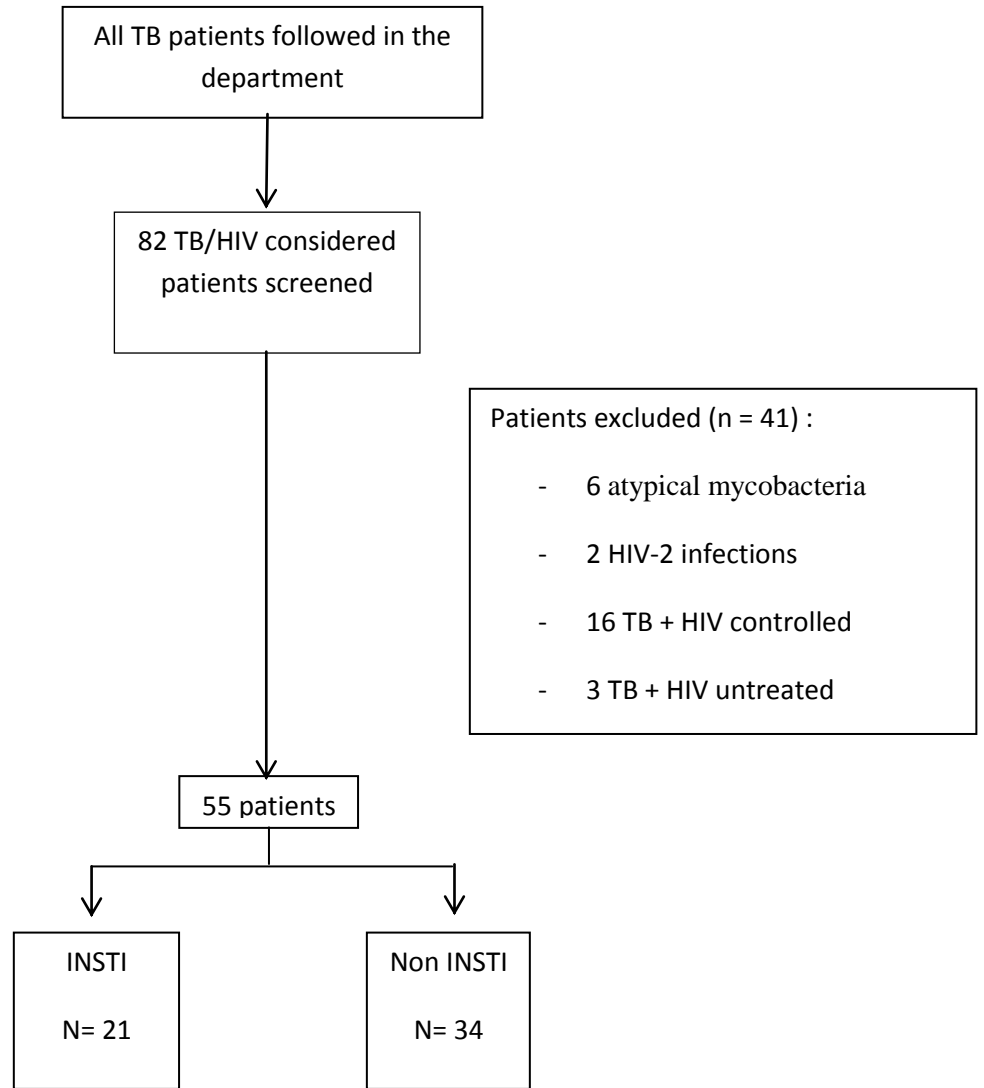 All TB patients followed in the
department
82 TB/HIV considered
patients screened
Patients excluded (n = 41) :
- 6 atypical mycobacteria
- 2 HIV-2 infections
- 16 TB + HIV controlled
- 3 TB + HIV untreated
55 patients
INSTI
N= 21
Non INSTI
N= 34